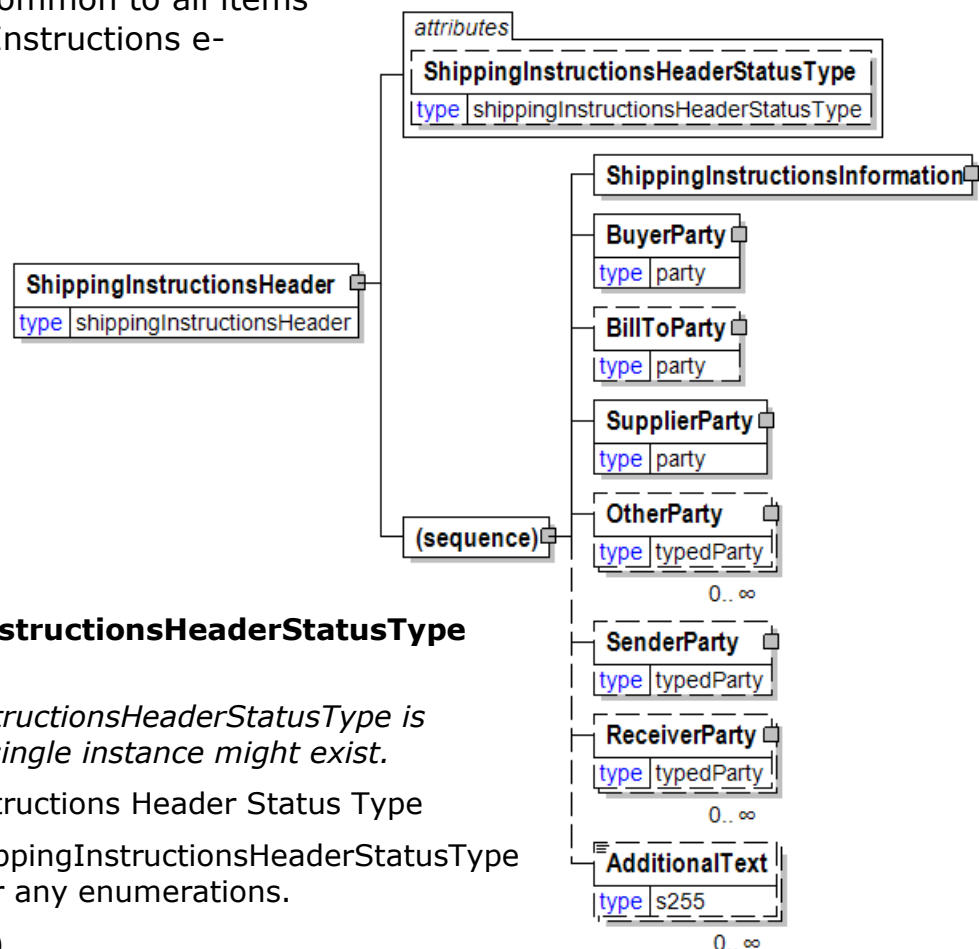 ommon to all items
Instructions e-
attributes
ShippingInstructionsHeaderStatusType
type shippingInstructionsHeaderStatusType
ShippingInstructionsInformation
BuyerParty
type party
ShippingInstructionsHeader
type shippingInstructionsHeader
BillToParty
type party
SupplierParty
type party
(sequence)
OtherParty
type typedParty
0.. ∞
structionsHeaderStatusType
SenderParty
type typedParty
tructionsHeaderStatusType is
single instance might exist.
ReceiverParty
type typedParty
0.. ∞
tructions Header Status Type
ppingInstructionsHeaderStatusType
r any enumerations.
AdditionalText
type s255
0.. ∞